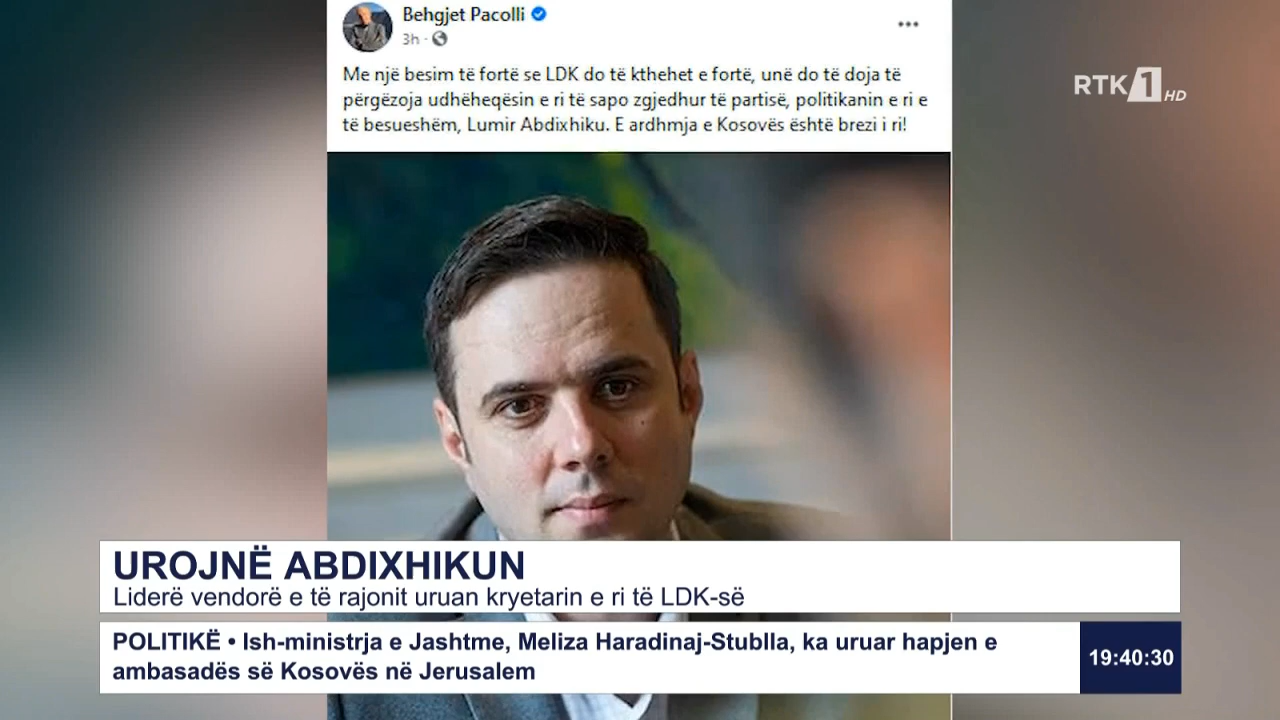 Behgjet Pacolli
3h ·
Me një besim të fortë se LDK do të kthehet e fortë, unë do të doja të
përgëzoja udhëheqësin e ri të sapo zgjedhur të partisë, politikanin e ri e
të besueshëm, Lumir Abdixhiku. E ardhmja e Kosovës është brezi i ri!
RTK 1 HD
UROJNË ABDIXHIKUN
Liderë vendorë e të rajonit uruan kryetarin e ri të LDK-së
POLITIKË • Ish-ministrja e Jashtme, Meliza Haradinaj-Stublla, ka uruar hapjen e
ambasadës së Kosovës në Jerusalem
19:40:30